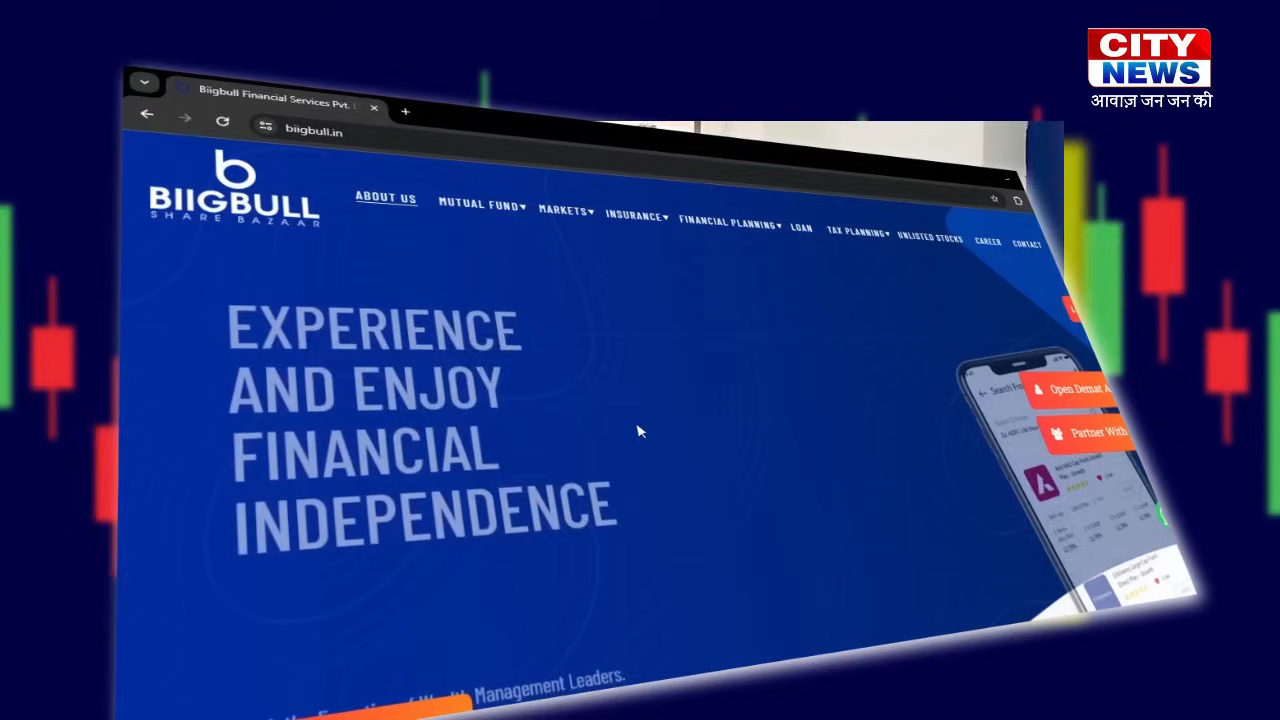 CITY
NEWS
आवाज़ जन जन की
Biigbull Financial Services Pvt.
biigbull.in
b
BIIGBULL
SHARE BAZAAR
ABOUT US MUTUAL FUND MARKETS INSURANCE FINANCIAL PLANNING LOAN TAX PLANNING UNLISTED STOCKS CAREER CONTACT
EXPERIENCE
AND ENJOY
FINANCIAL
INDEPENDENCE
Search
Open Demat
Partner With
Management Leaders.